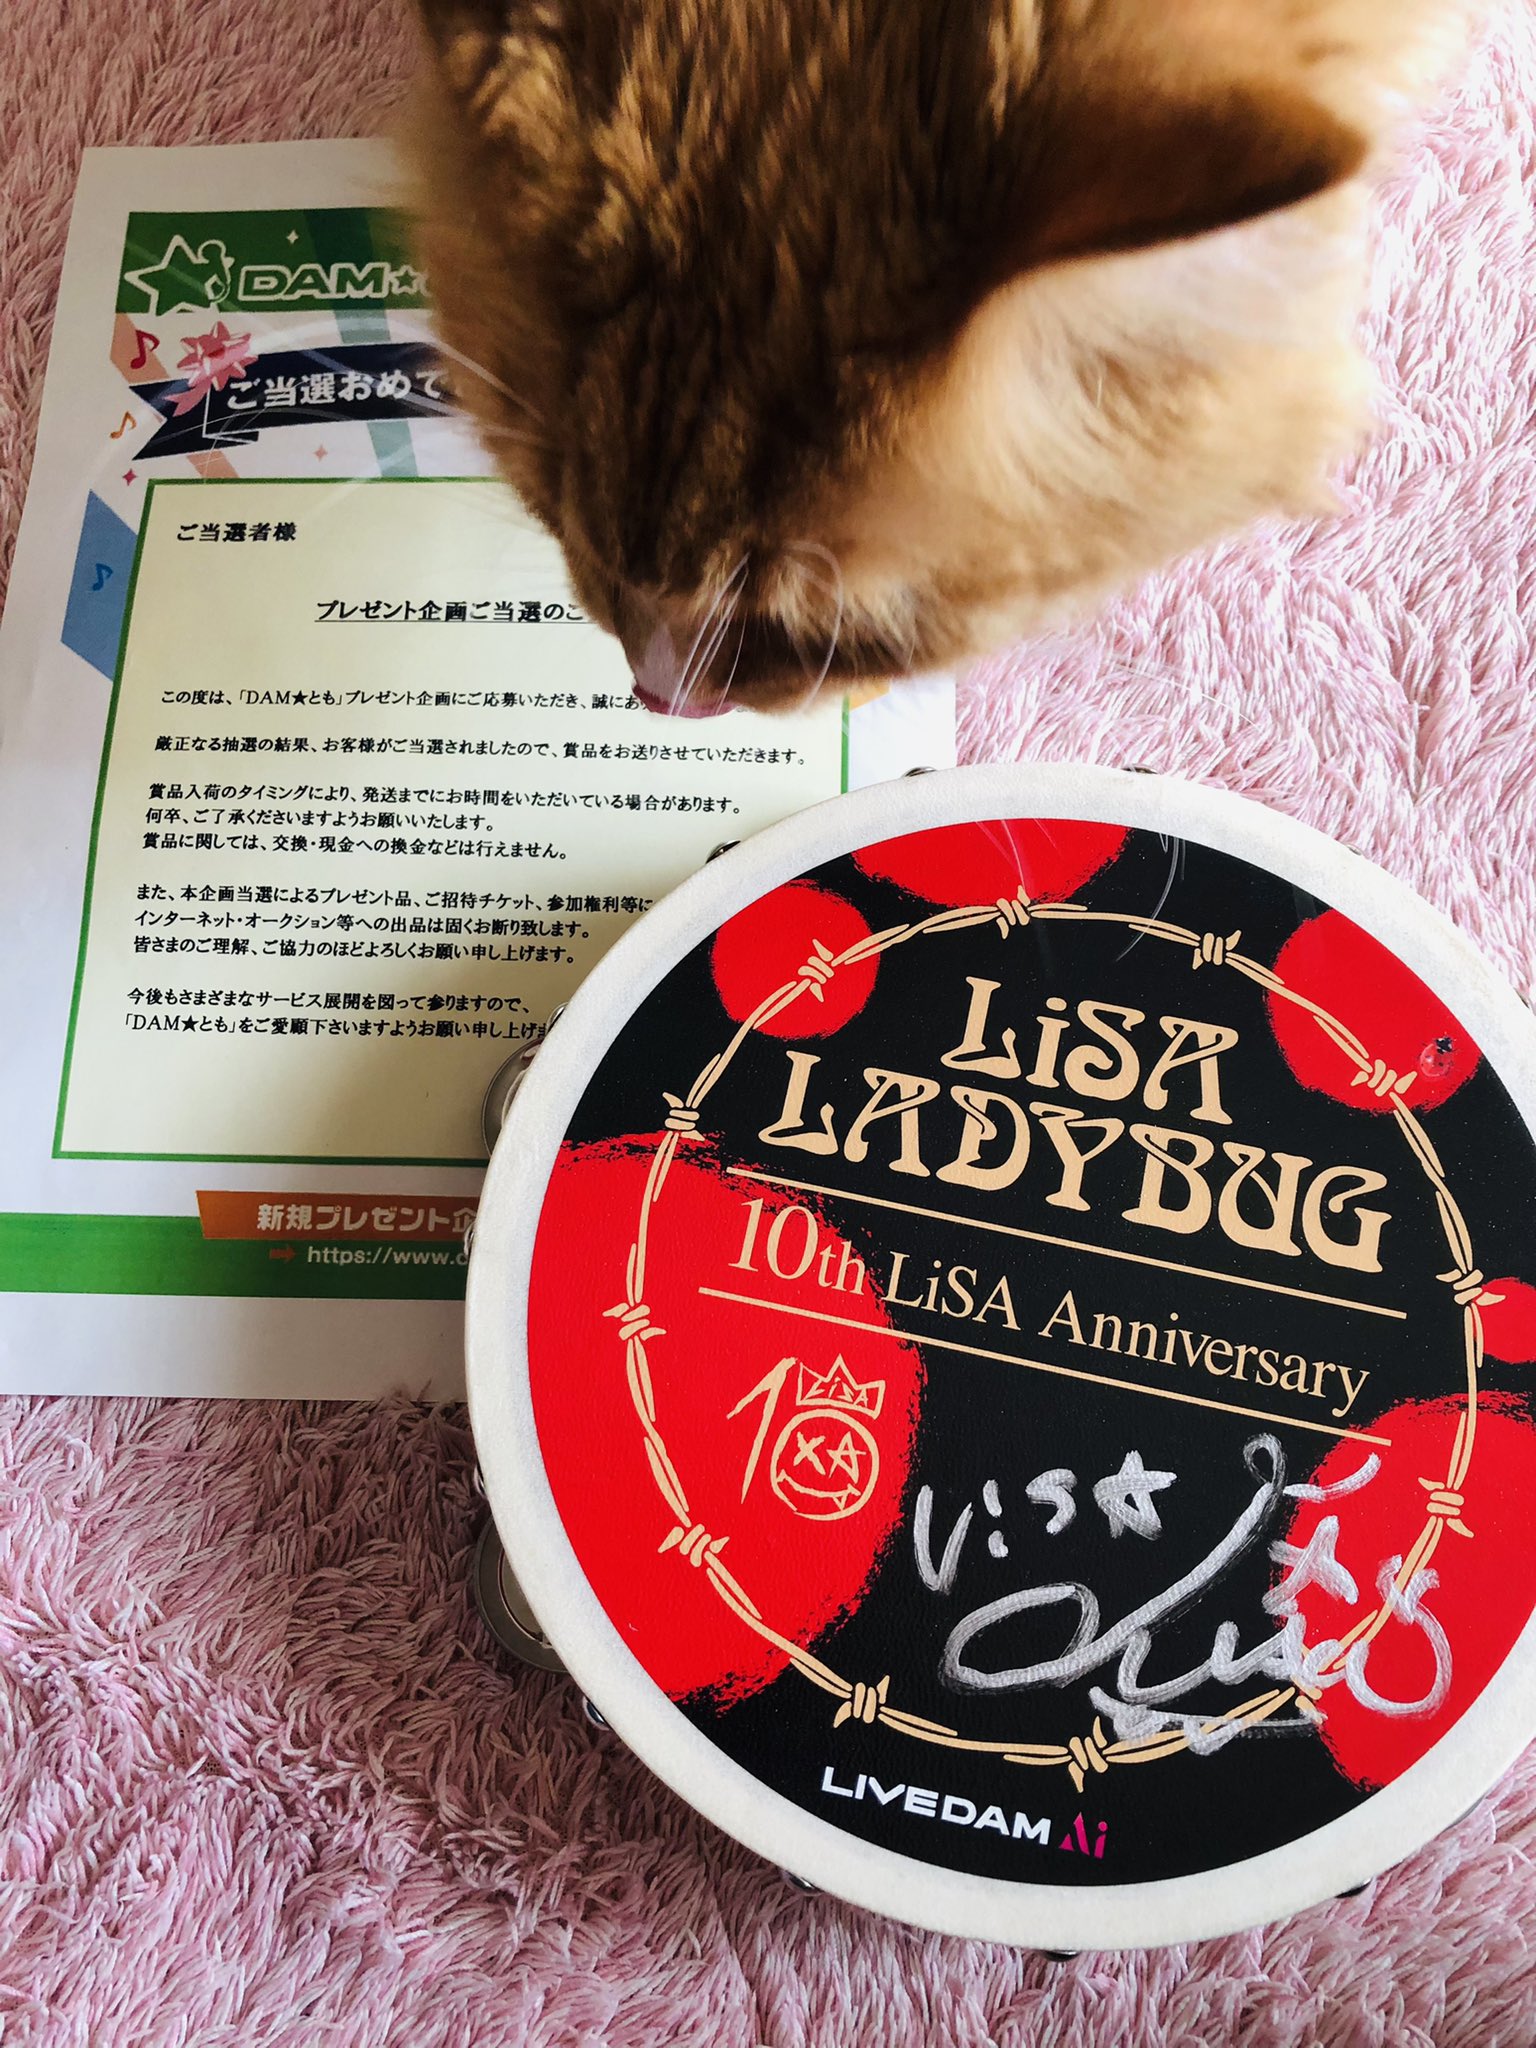 DAM★
ご当選おめで
ご当選者様
プレゼント企画ご当選のご
この度は、「DAM★とも」プレゼント企画にご応募いただき、誠にあ
厳正なる抽選の結果、お客様がご当選されましたので、賞品をお送りさせていただきます。
賞品入荷のタイミングにより、発送までにお時間をいただいている場合があります。
何卒、ご了承くださいますようお願いいたします。
賞品に関しては、交換・現金への換金などは行えません。
また、本企画当選によるプレゼント品、ご招待チケット、参加権利等に
インターネット・オークション等への出品は固くお断り致します。
皆さまのご理解、ご協力のほどよろしくお願い申し上げます。
今後もさまざまなサービス展開を図って参りますので、
「DAM★とも」をご愛顧下さいますようお願い申し上げ
新規プレゼント企
https://www.
LiSA
LADYBUG
10th LiSA Anniversary
LiSA
10
LiSA☆
LIVEDAM Ai